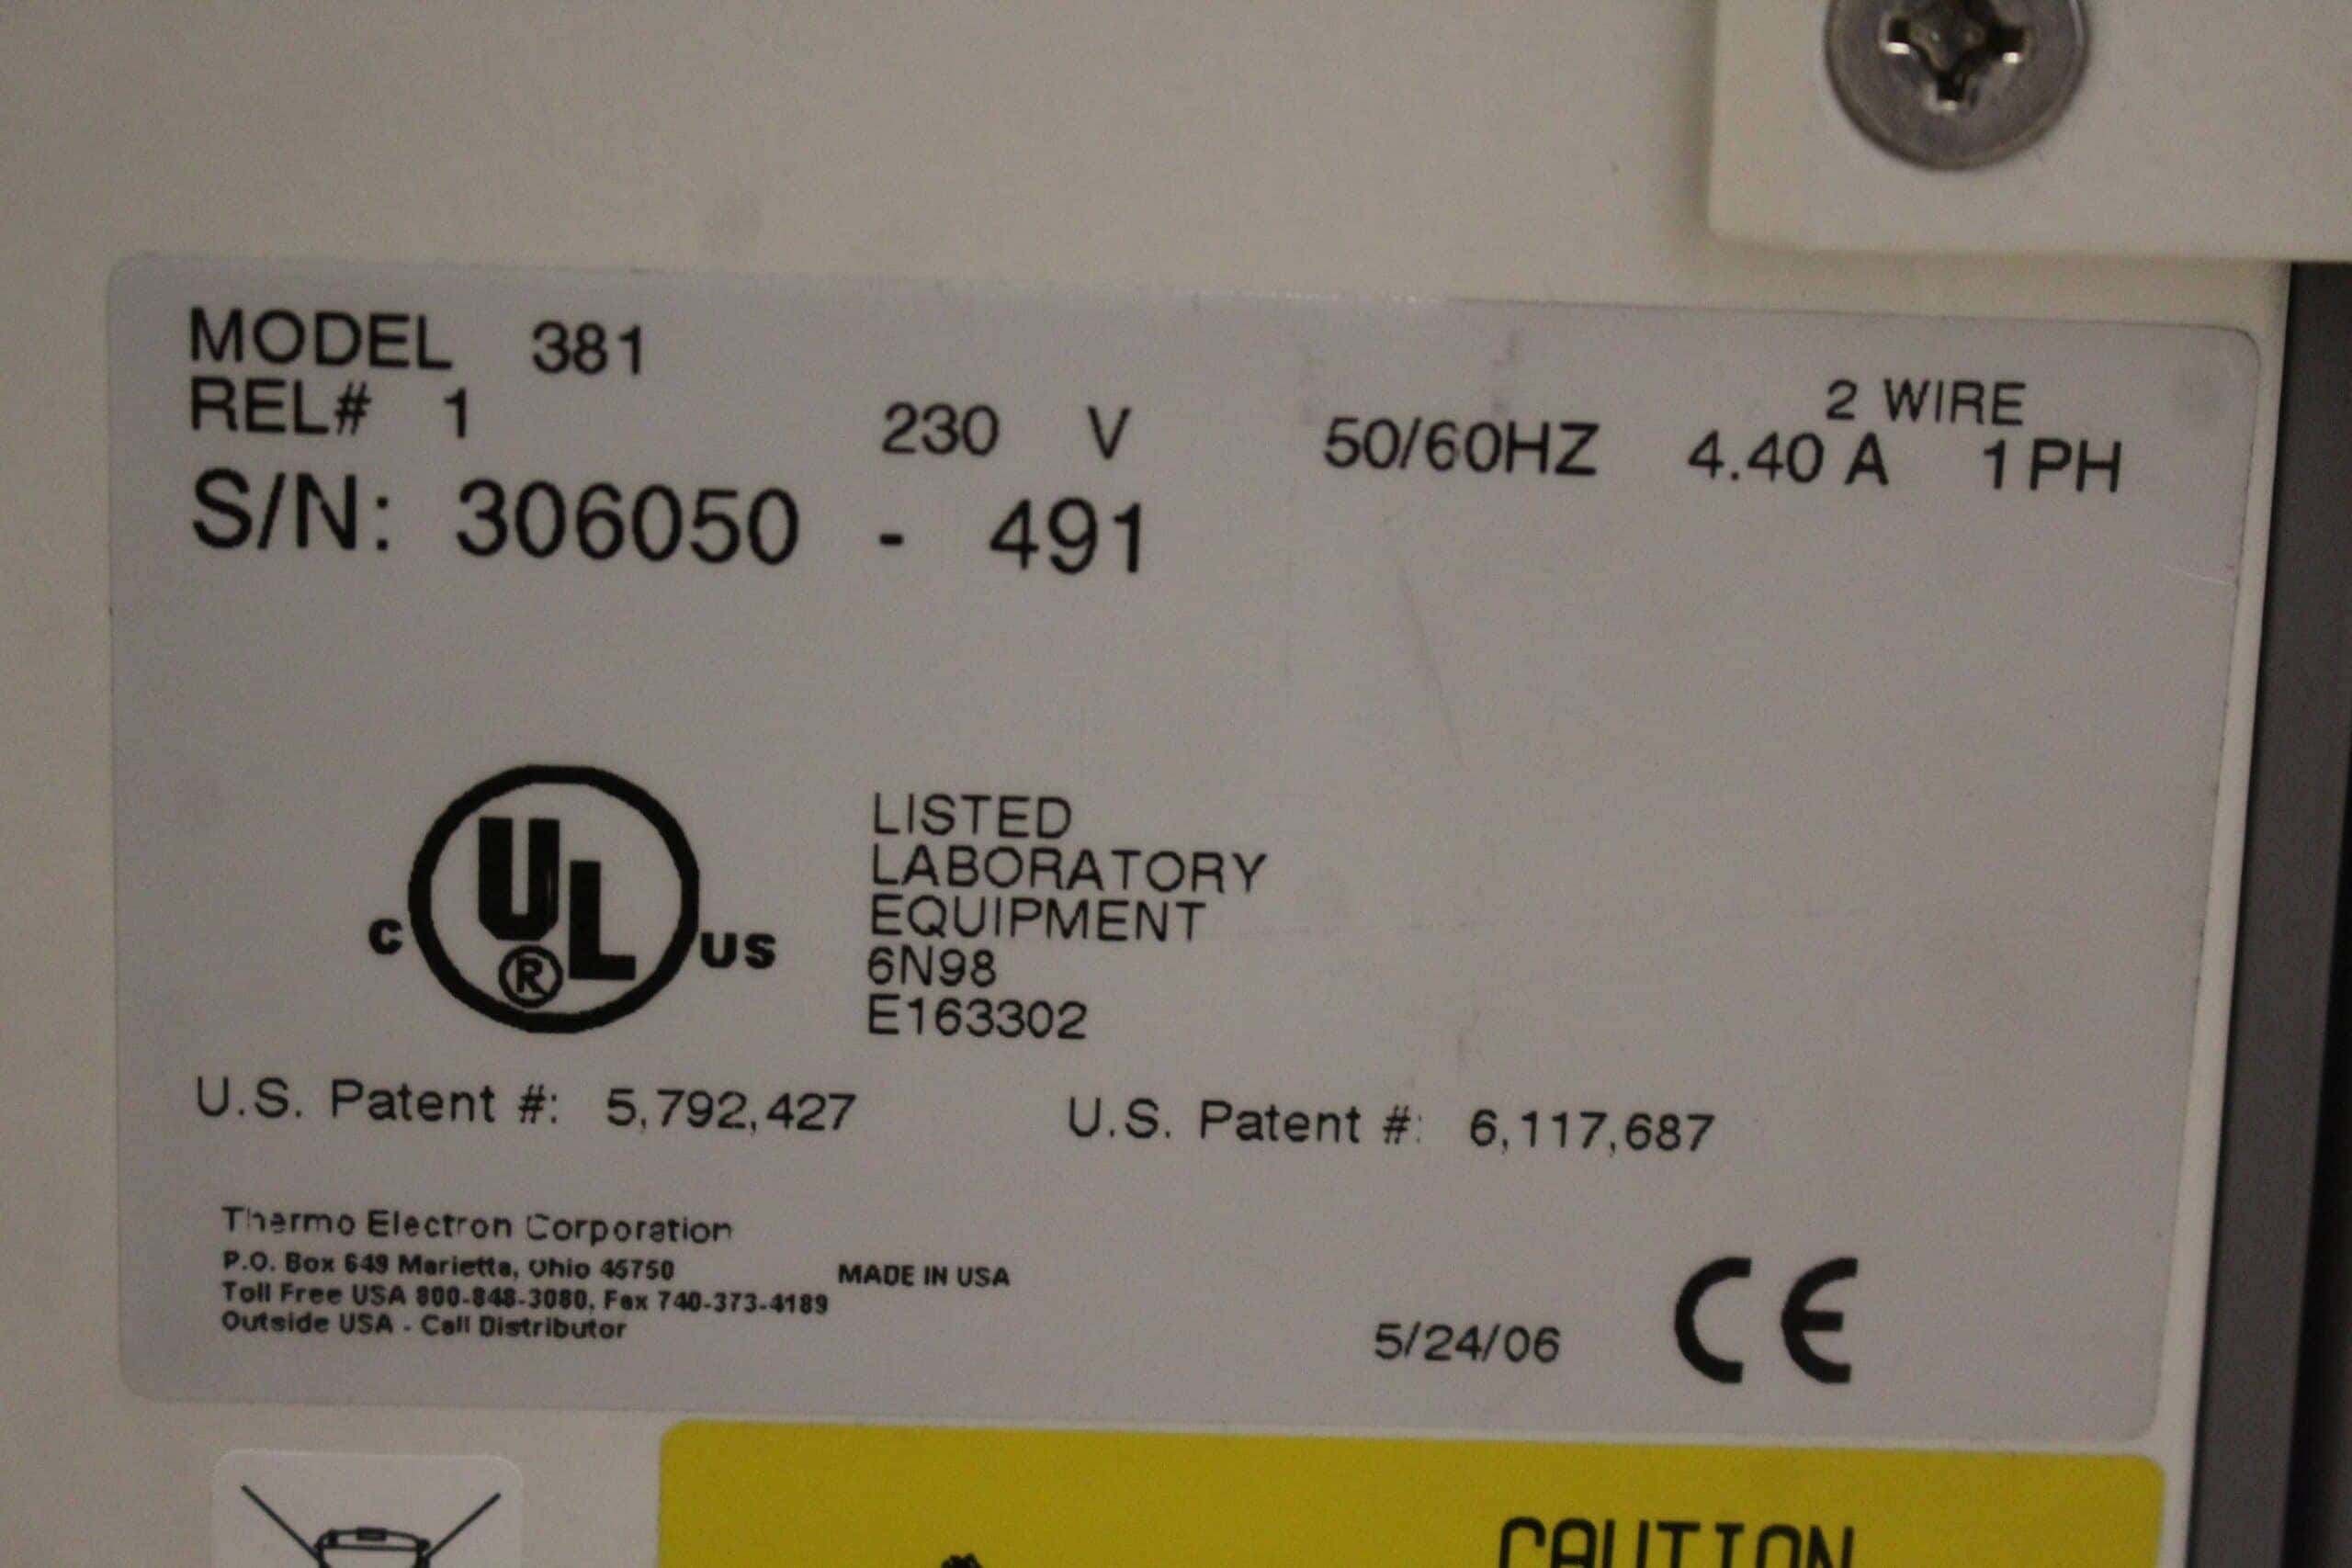 MODEL 381
REL# 1
230 V 50/60HZ 4.40 A 2 WIRE 1 PH
S/N: 306050 - 491
C UL ® US
LISTED
LABORATORY
EQUIPMENT
6N98
E163302
U.S. Patent #: 5,792,427 U.S. Patent #: 6,117,687
Thermo Electron Corporation
P.O. Box 649 Marietta, Ohio 45750
Toll Free USA 800-848-3080, Fax 740-373-4189
Outside USA - Call Distributor
MADE IN USA
5/24/06 CE
CAUTION